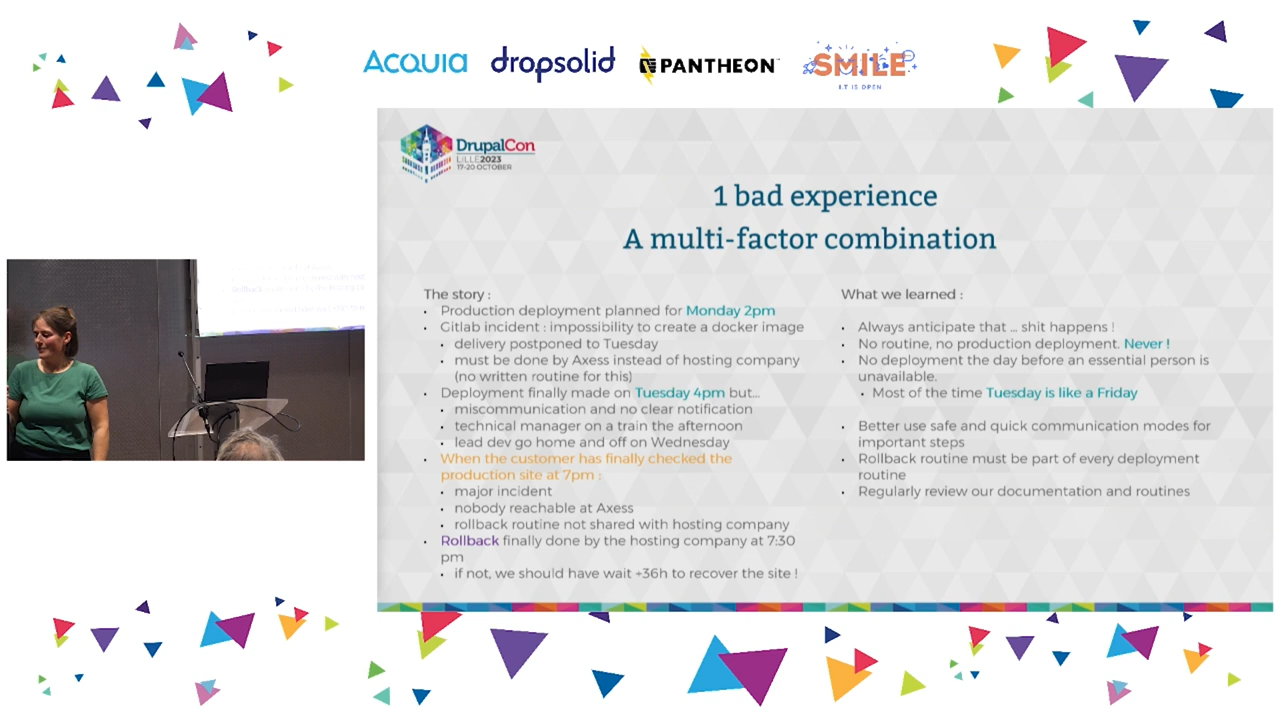 ACQUIA dropsolid PANTHEON SMILE
I.T IS OPEN
DrupalCon
LILLE2023
17-20 OCTOBER
1 bad experience
A multi-factor combination
The story :
• Production deployment planned for Monday 2pm
• Gitlab incident : impossibility to create a docker image
• delivery postponed to Tuesday
• must be done by Axess instead of hosting company
(no written routine for this)
• Deployment finally made on Tuesday 4pm but...
• miscommunication and no clear notification
• technical manager on a train the afternoon
• lead dev go home and off on Wednesday
• When the customer has finally checked the
production site at 7pm :
• major incident
• nobody reachable at Axess
• rollback routine not shared with hosting company
• Rollback finally done by the hosting company at 7:30
pm
• if not, we should have wait +36h to recover the site !
What we learned :
• Always anticipate that ... shit happens !
• No routine, no production deployment. Never !
• No deployment the day before an essential person is
unavailable.
• Most of the time Tuesday is like a Friday
• Better use safe and quick communication modes for
important steps
• Rollback routine must be part of every deployment
routine
• Regularly review our documentation and routines